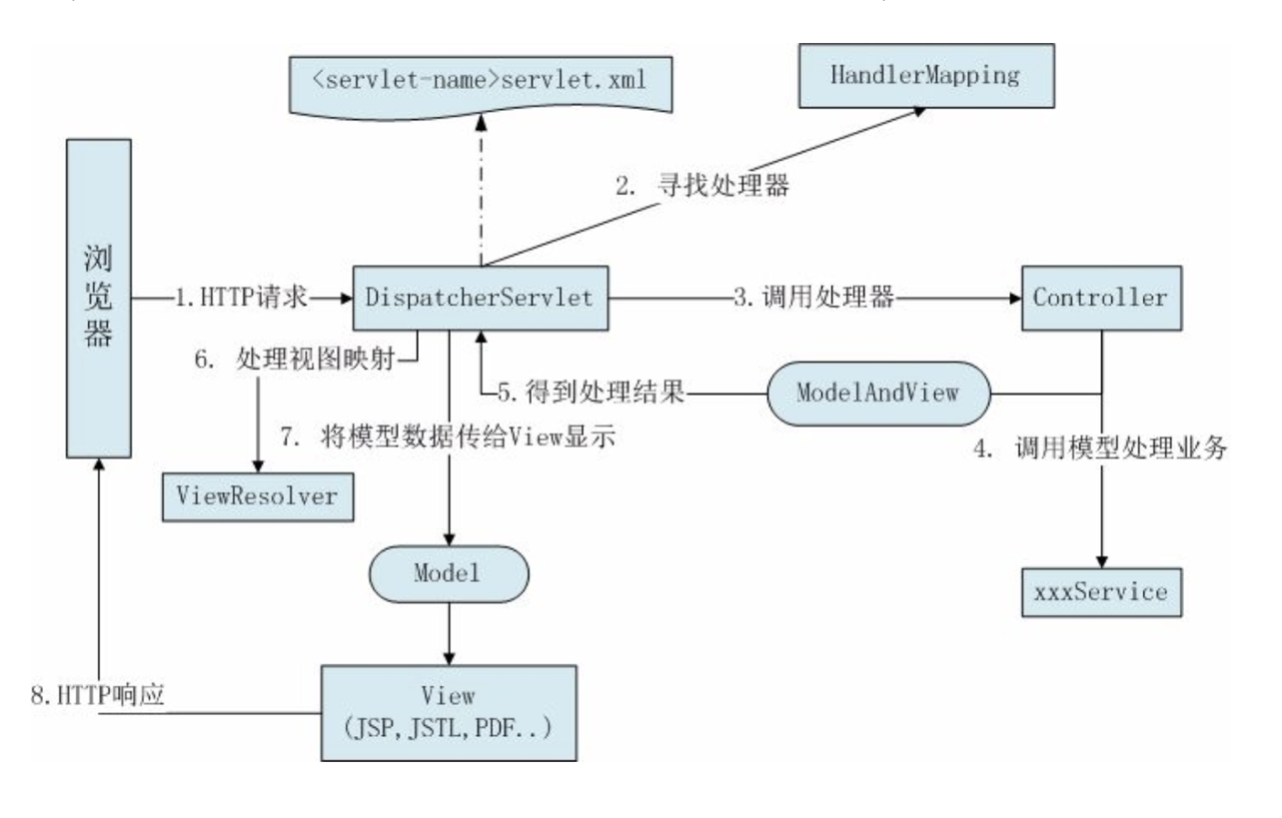 <servlet-name>servlet.xml
HandlerMapping
2. 寻找处理器
浏览器
1.HTTP请求
DispatcherServlet
3.调用处理器
Controller
6. 处理视图映射
5.得到处理结果
ModelAndView
7. 将模型数据传给View显示
4. 调用模型处理业务
ViewResolver
Model
xxxService
8.HTTP响应
View
(JSP,JSTL,PDF..)